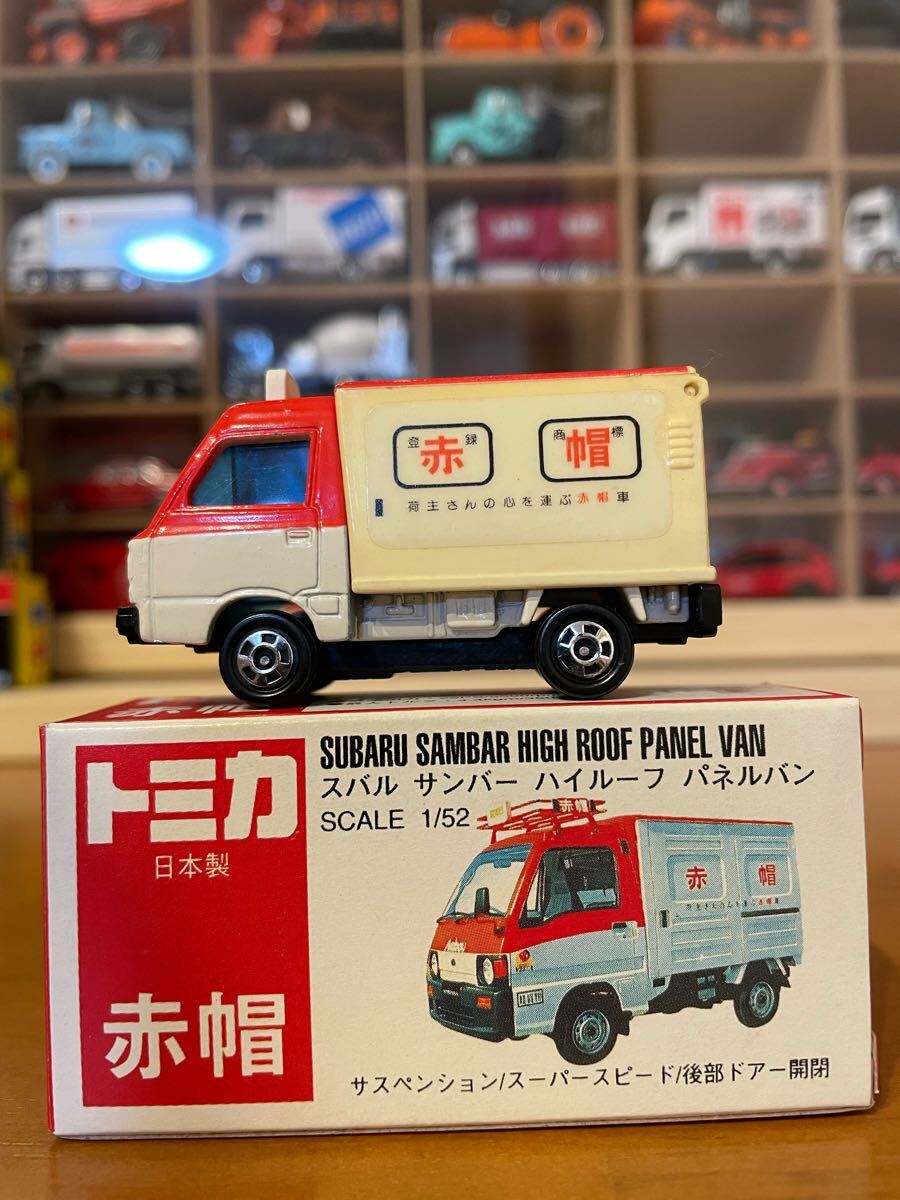 登録 赤
商標 帽
荷主さんの心を運ぶ赤帽車
トミカ
日本製
赤帽
SUBARU SAMBAR HIGH ROOF PANEL VAN
スバル サンバー ハイルーフ パネルバン
SCALE 1/52
赤帽
赤 帽
サスペンション/スーパースピード/後部ドアー開閉